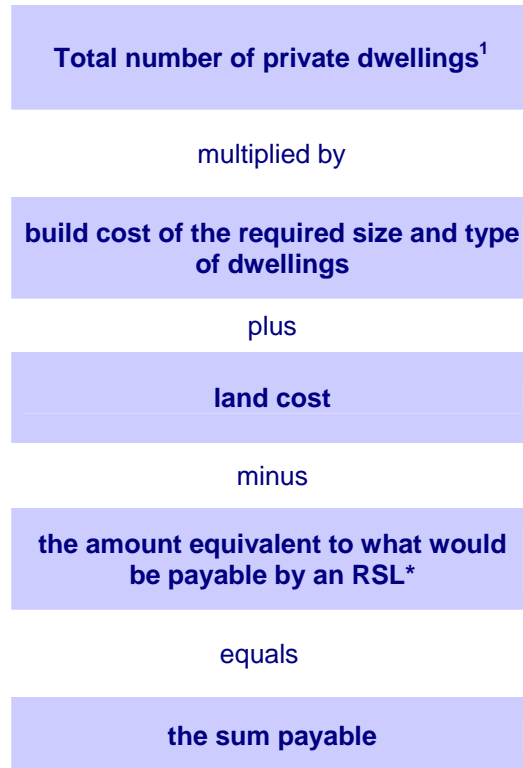 Total number of private dwellings¹
multiplied by
build cost of the required size and type
of dwellings
plus
land cost
minus
the amount equivalent to what would
be payable by an RSL*
equals
the sum payable